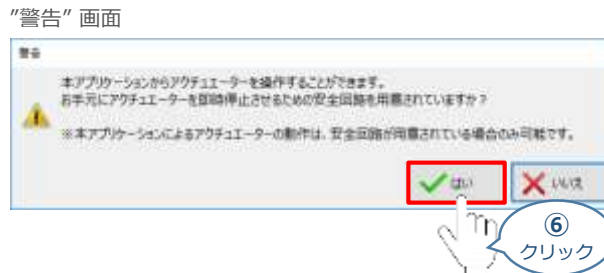 "警告" 画面
警告
本アプリケーションからアクチュエーターを操作することができます。
お手元にアクチュエーターを即時停止させるための安全回路を用意されていますか？
※本アプリケーションによるアクチュエーターの動作は、安全回路が用意されている場合のみ可能です。
はい
いいえ
⑥
クリック